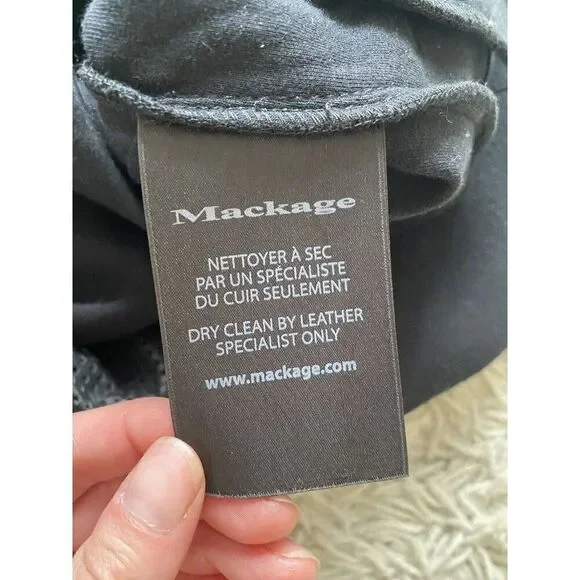 Mackage
NETTOYER À SEC
PAR UN SPÉCIALISTE
DU CUIR SEULEMENT
DRY CLEAN BY LEATHER
SPECIALIST ONLY
www.mackage.com